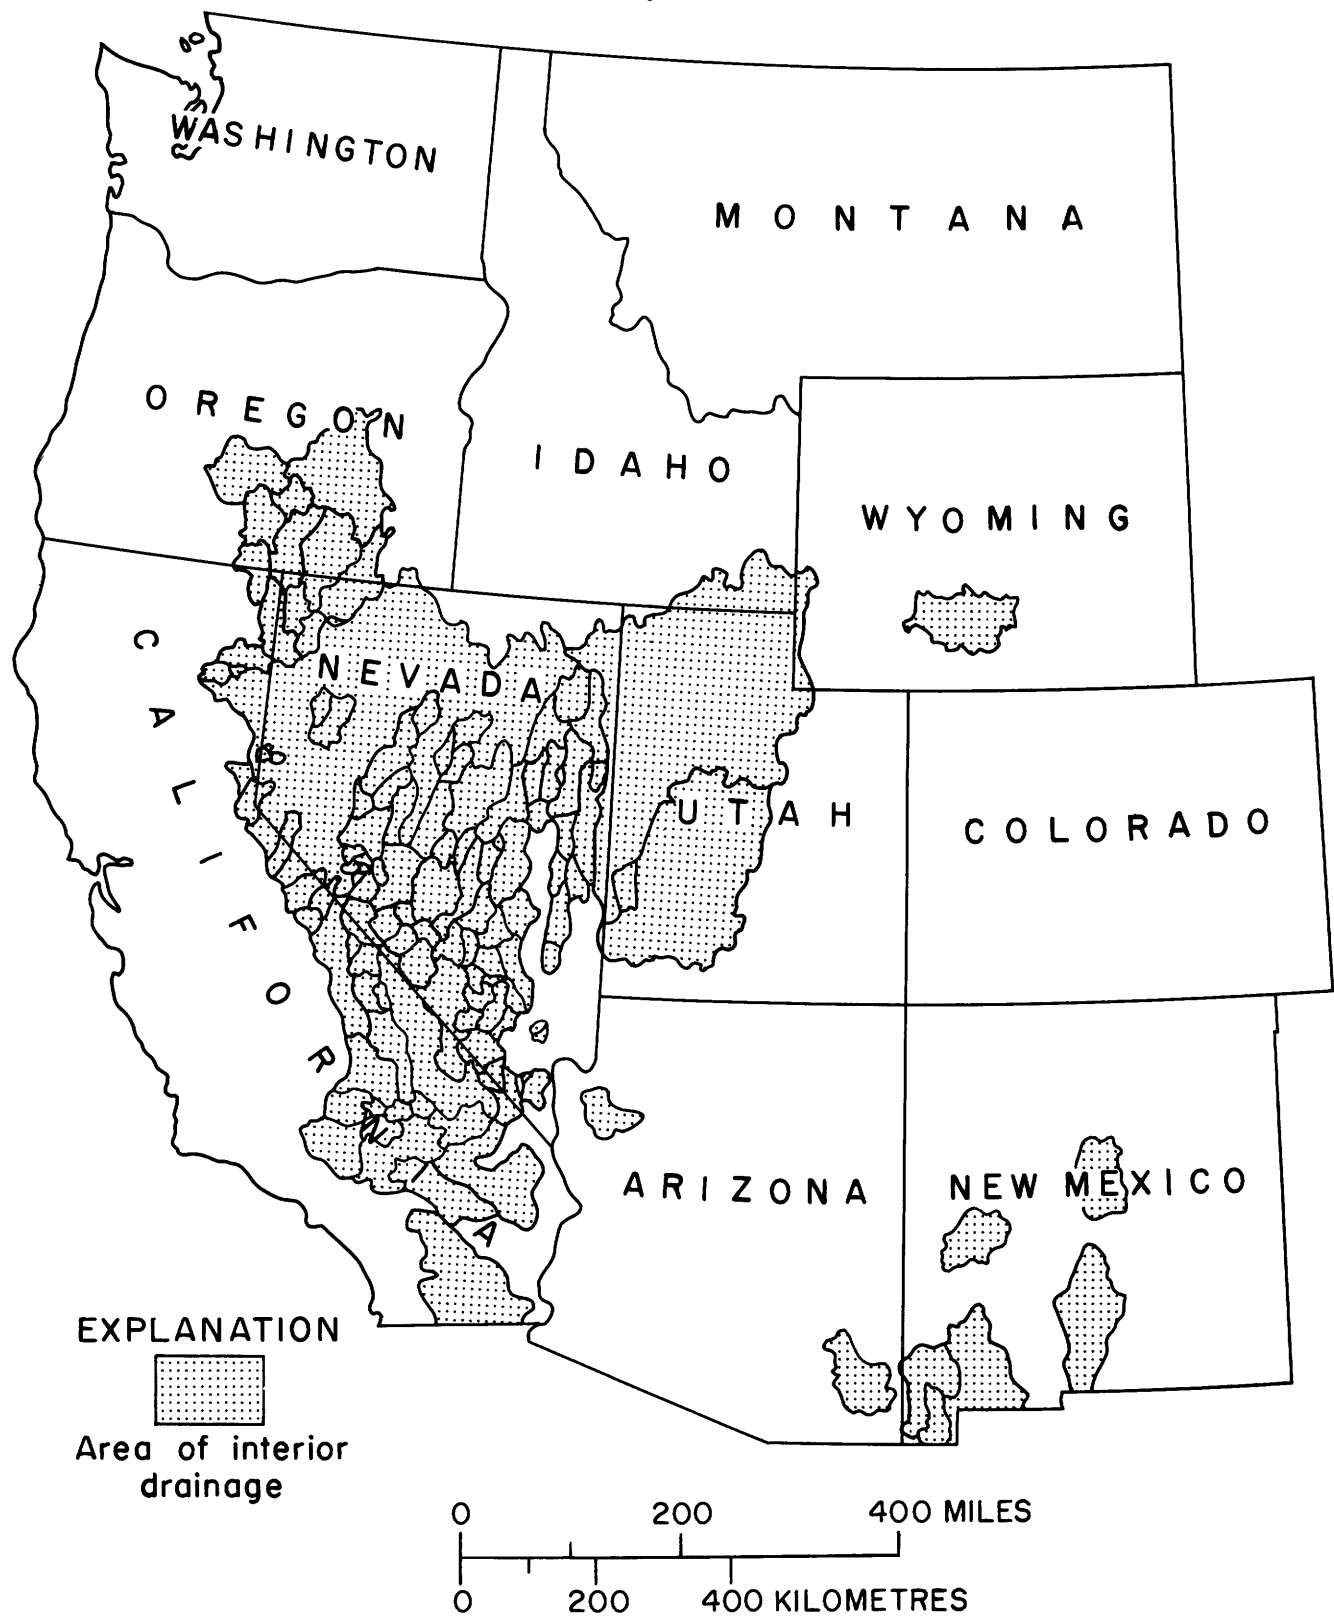 WASHINGTON
MONTANA
OREGON
IDAHO
WYOMING
CALIFORNIA
NEVADA
UTAH
COLORADO
ARIZONA
NEW MEXICO
EXPLANATION
Area of interior
drainage
0 200 400 MILES
0 200 400 KILOMETRES